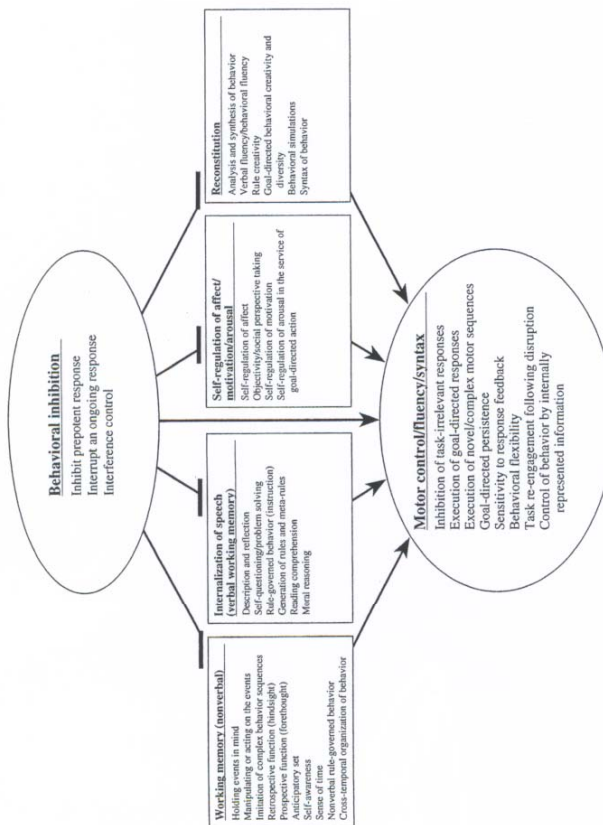 Behavioral inhibition
Inhibit prepotent response
Interrupt an ongoing response
Interference control
Working memory (nonverbal)
Holding events in mind
Manipulating or acting on the events
Imitation of complex behavior sequences
Retrospective function (hindsight)
Prospective function (forethought)
Anticipatory set
Self-awareness
Sense of time
Nonverbal rule-governed behavior
Cross-temporal organization of behavior
Internalization of speech
(verbal working memory)
Description and reflection
Self-questioning/problem solving
Rule-governed behavior (instruction)
Generation of rules and meta-rules
Reading comprehension
Moral reasoning
Self-regulation of affect/
motivation/arousal
Self-regulation of affect
Objectivity/social perspective taking
Self-regulation of motivation
Self-regulation of arousal in the service of
goal-directed action
Reconstitution
Analysis and synthesis of behavior
Verbal fluency/behavioral fluency
Rule creativity
Goal-directed behavioral creativity and
diversity
Behavioral simulations
Syntax of behavior
Motor control/fluency/syntax
Inhibition of task-irrelevant responses
Execution of goal-directed responses
Execution of novel/complex motor sequences
Goal-directed persistence
Sensitivity to response feedback
Behavioral flexibility
Task re-engagement following disruption
Control of behavior by internally
represented information